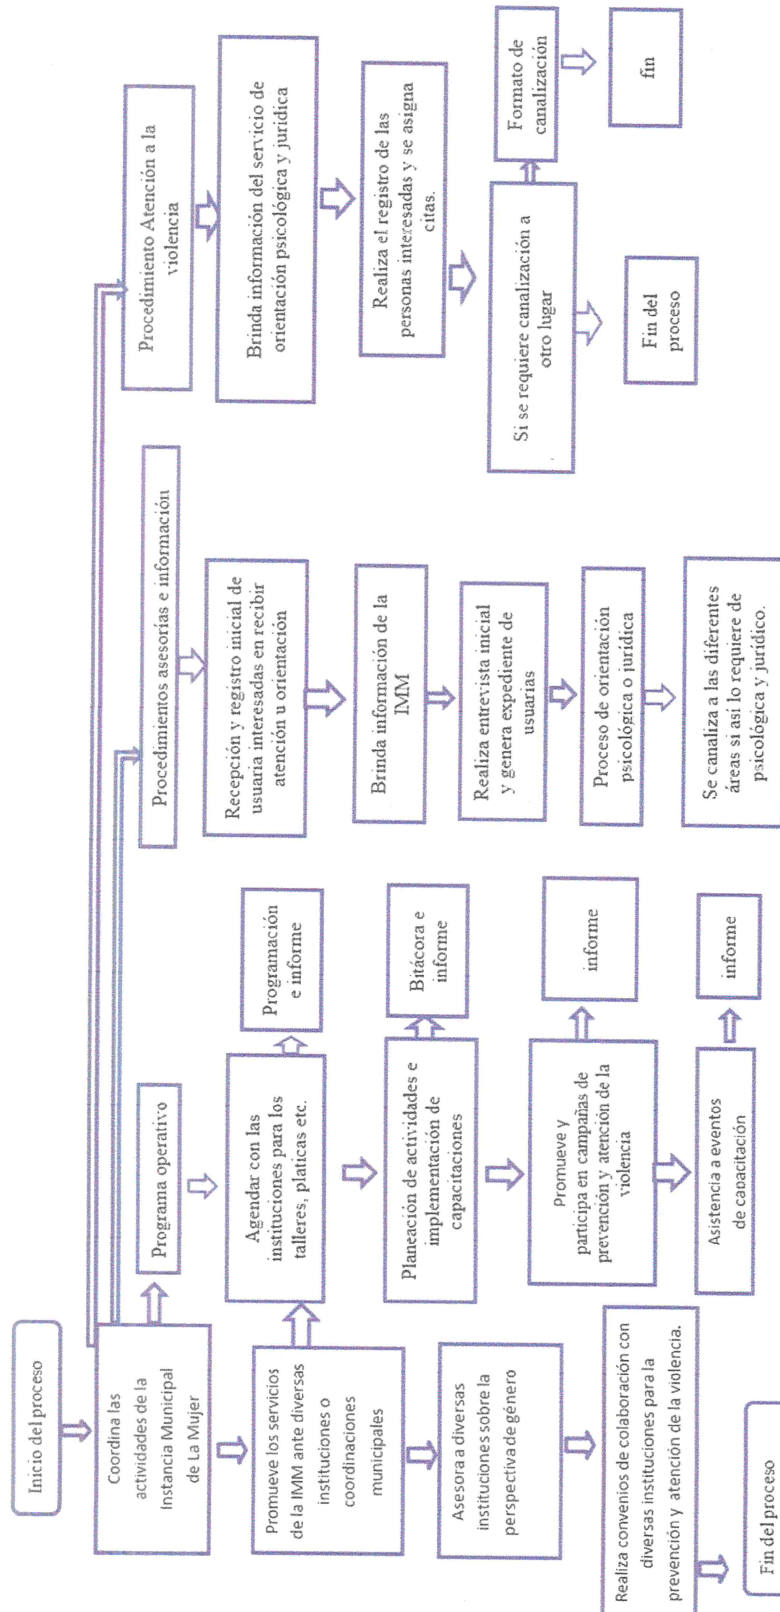 Inicio del proceso
Coordina las
actividades de la
Instancia Municipal
de La Mujer
Promueve los servicios
de la IMM ante diversas
instituciones o
coordinaciones
municipales
Asesora a diversas
instituciones sobre la
perspectiva de género
Realiza convenios de colaboración con
diversas instituciones para la
prevención y atención de la violencia.
Fin del proceso
Programa operativo
Agendar con las
instituciones para los
talleres, platicas etc.
Programación
e informe
Planeación de actividades e
implementación de
capacitaciones
Bitácora e
informe
Promueve y
participa en campañas de
prevención y atención de la
violencia
informe
Asistencia a eventos
de capacitación
informe
Procedimientos asesorías e información
Recepción y registro inicial de
usuaria interesadas en recibir
atención u orientación
Brinda información de la
IMM
Realiza entrevista inicial
y genera expediente de
usuarias
Proceso de orientación
psicológica o jurídica
Se canaliza a las diferentes
áreas si así lo requiere de
psicológica y jurídico.
Procedimiento Atención a la
violencia
Brinda información del servicio de
orientación psicológica y jurídica
Realiza el registro de las
personas interesadas y se asigna
citas.
Si se requiere canalización a
otro lugar
Formato de
canalización
fin
Fin del
proceso